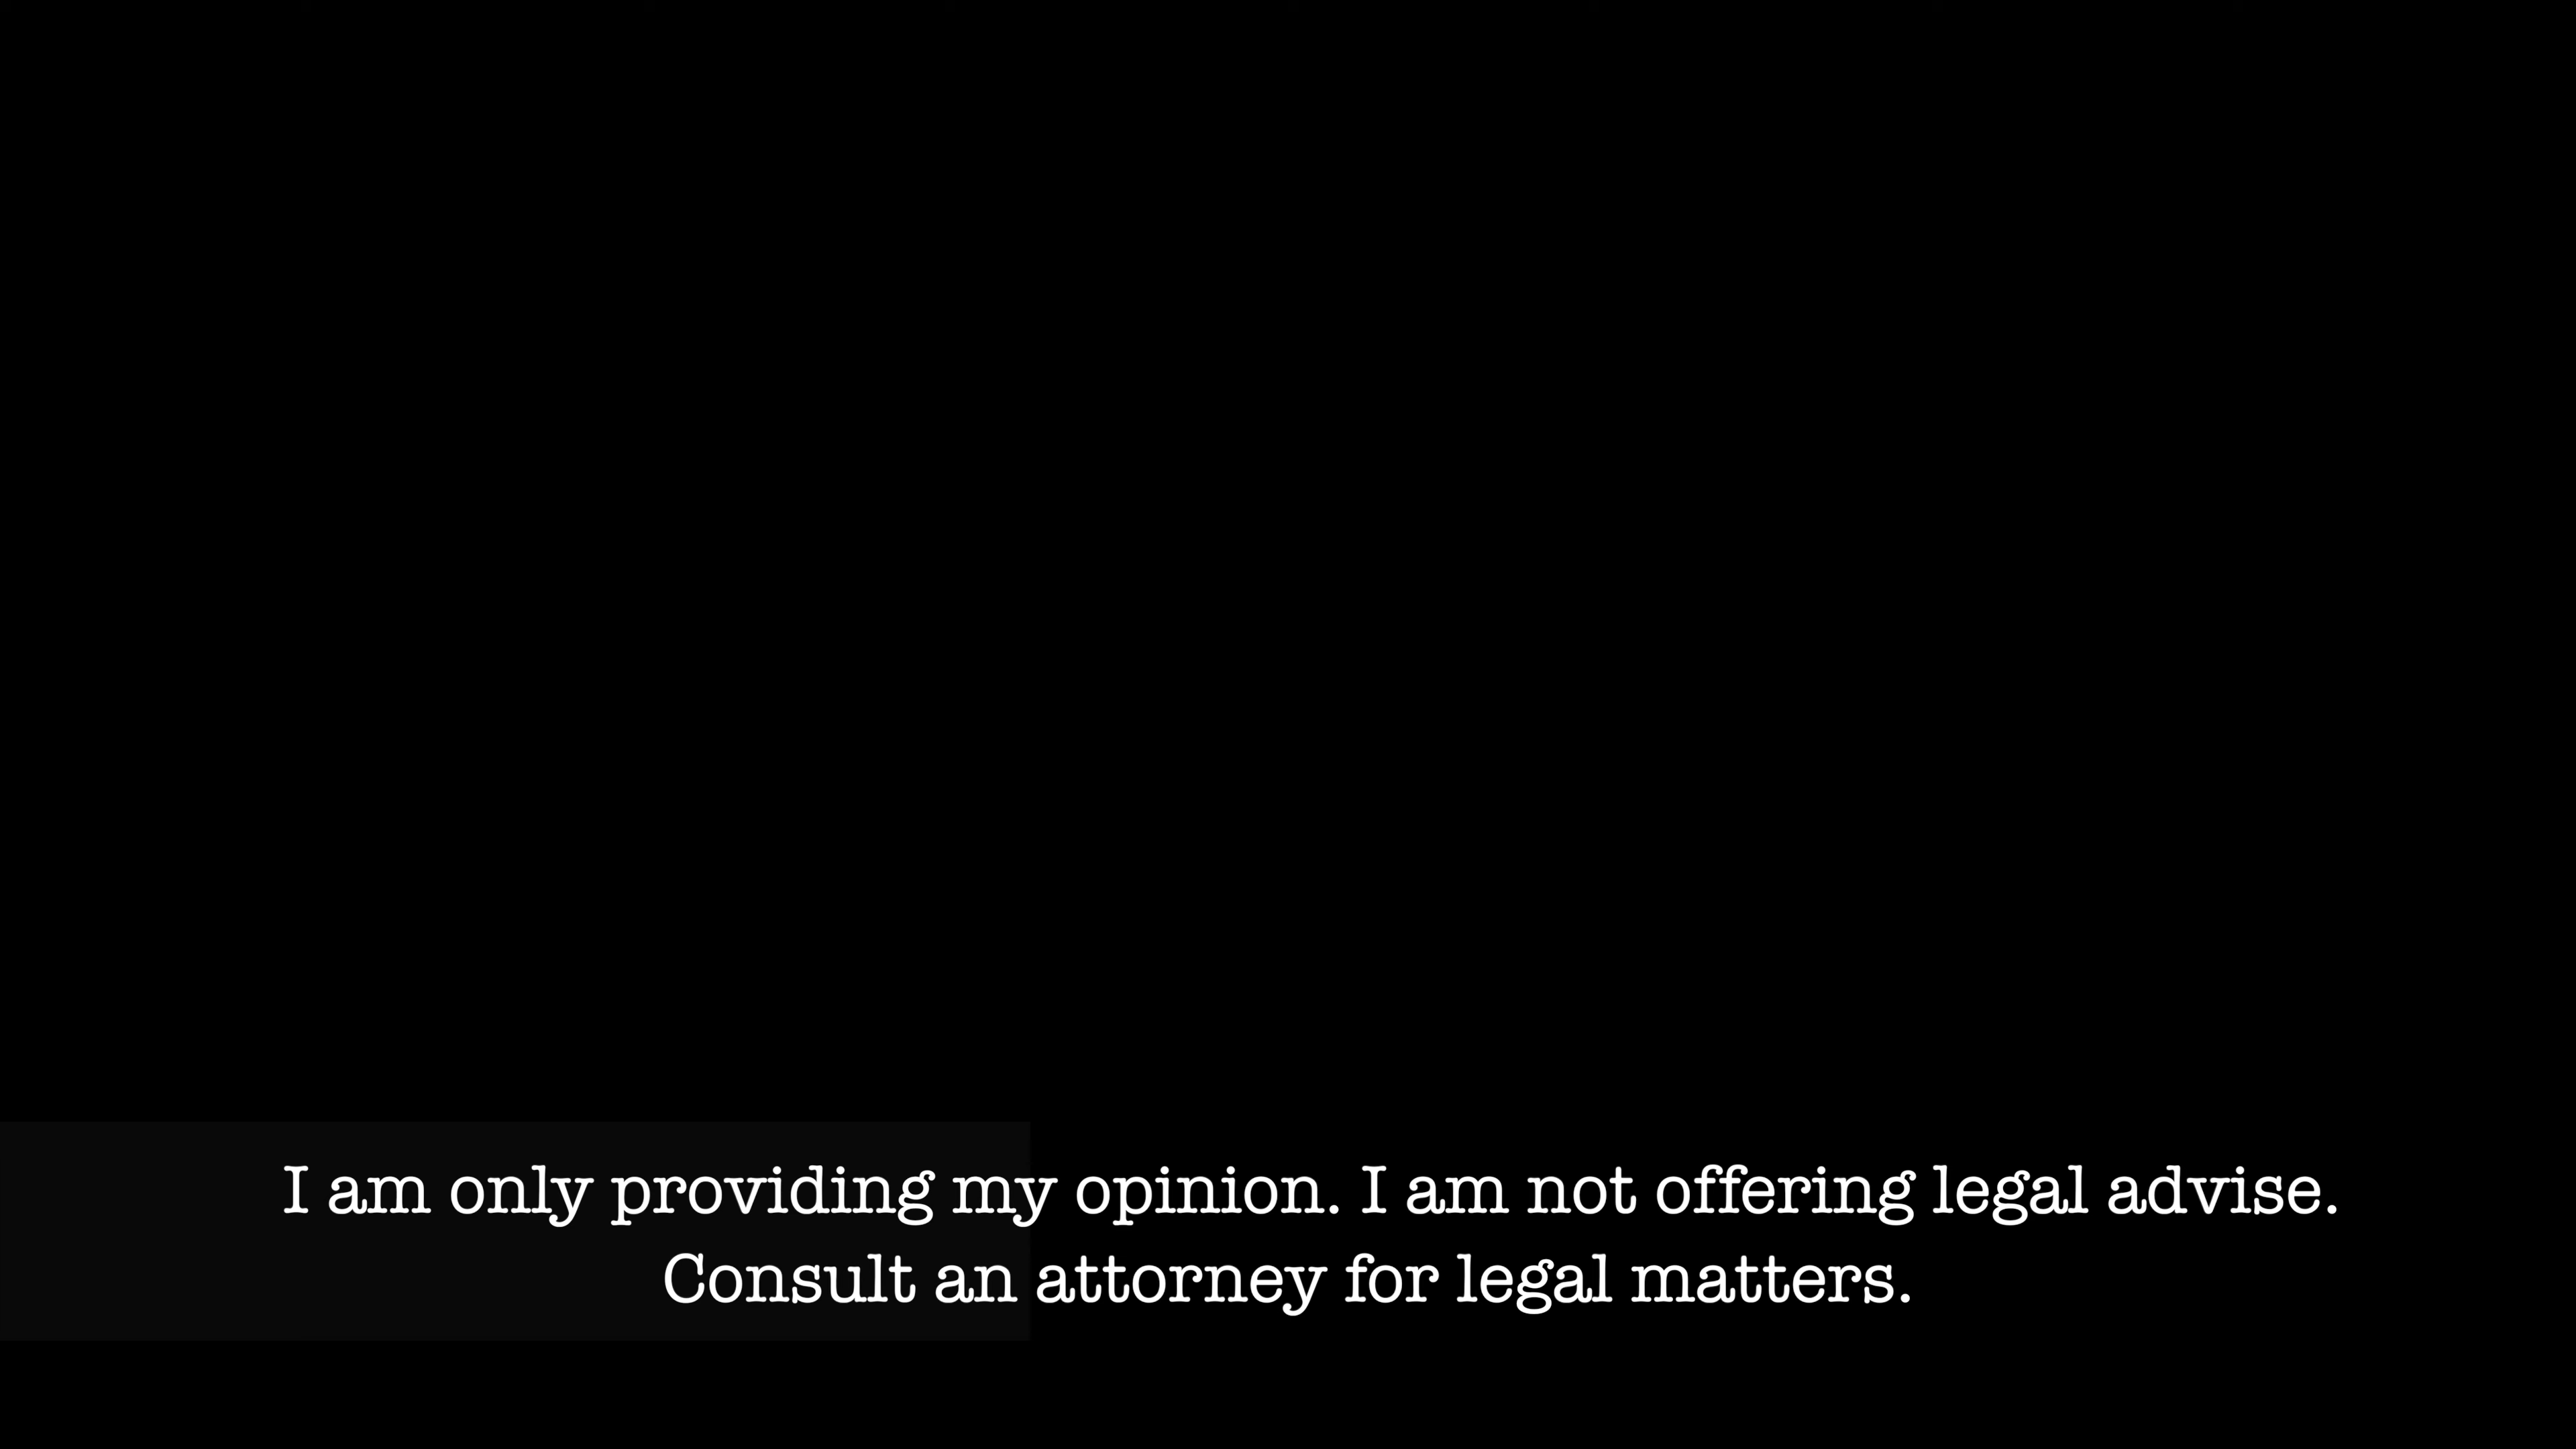 I am only providing my opinion. I am not offering legal advise.
Consult an attorney for legal matters.